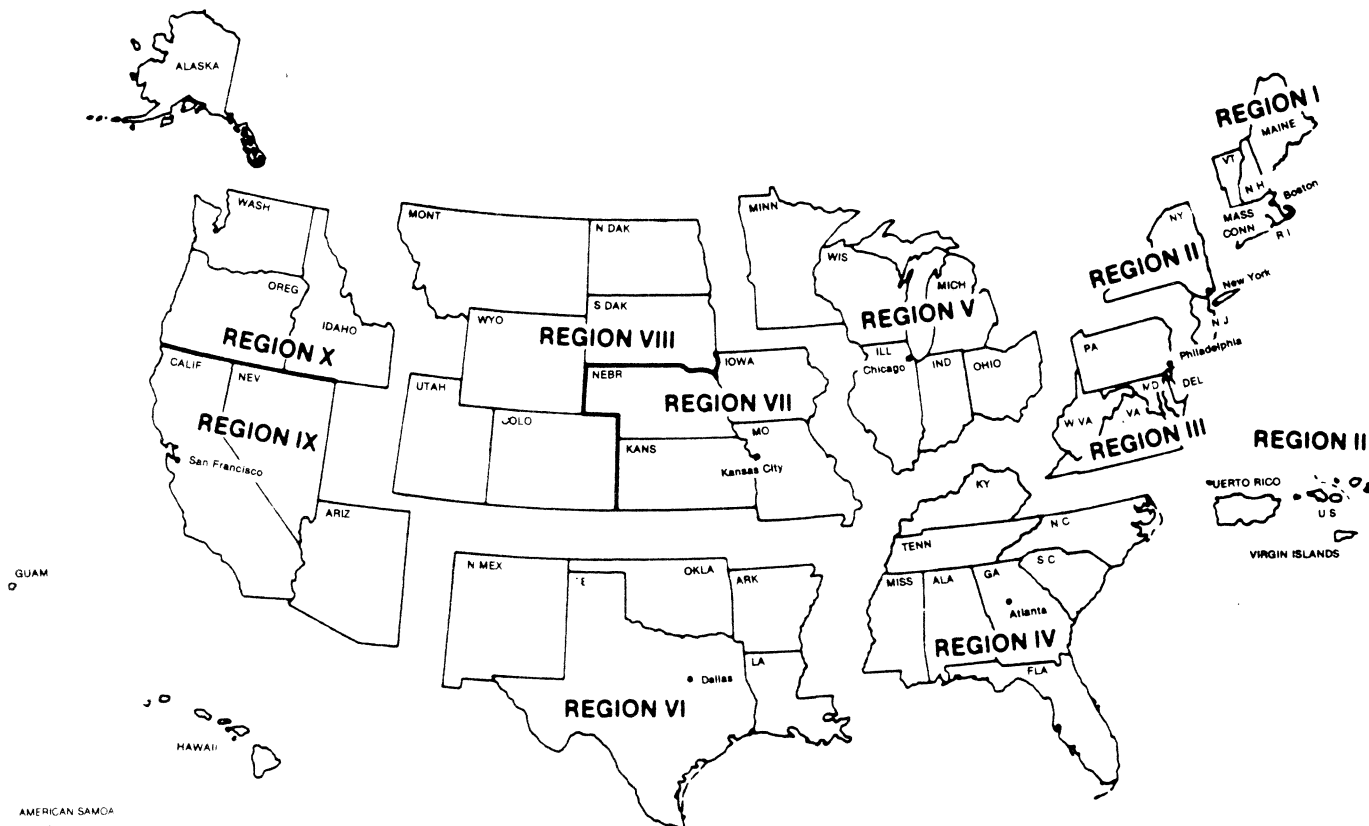 ALASKA
REGION I
MAINE
VT
N H
Boston
MASS
CONN
R I
WASH
MONT
N DAK
MINN
NY
REGION II
New York
WIS
MICH
OREG
S DAK
IDAHO
WYO
REGION VIII
REGION V
N J
REGION X
PA
Philadelphia
CALIF
NEV
UTAH
NEBR
IOWA
ILL
Chicago
IND
OHIO
MD
DEL
REGION VII
W VA
VA
REGION IX
OLO
MO
REGION III
REGION II
San Francisco
KANS
Kansas City
KY
UERTO RICO
U S
VIRGIN ISLANDS
ARIZ
N C
TENN
S C
GUAM
N MEX
E
OKLA
ARK
MISS
ALA
GA
Atlanta
REGION IV
LA
FLA
Dallas
REGION VI
HAWAII
AMERICAN SAMOA